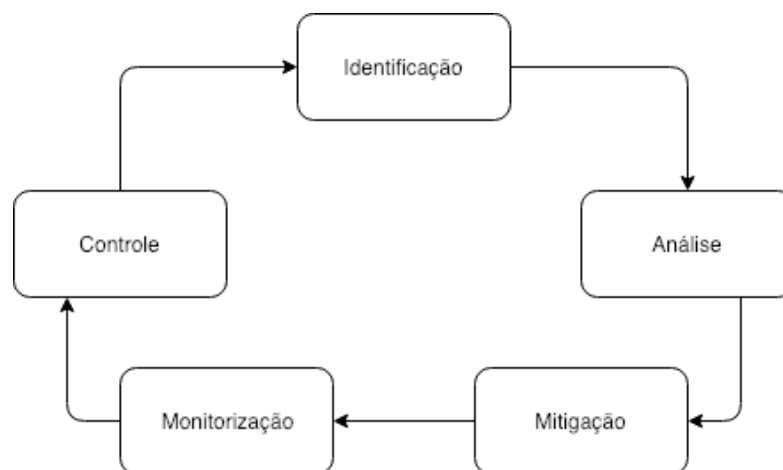 Identificação
Controle
Análise
Monitorização
Mitigação